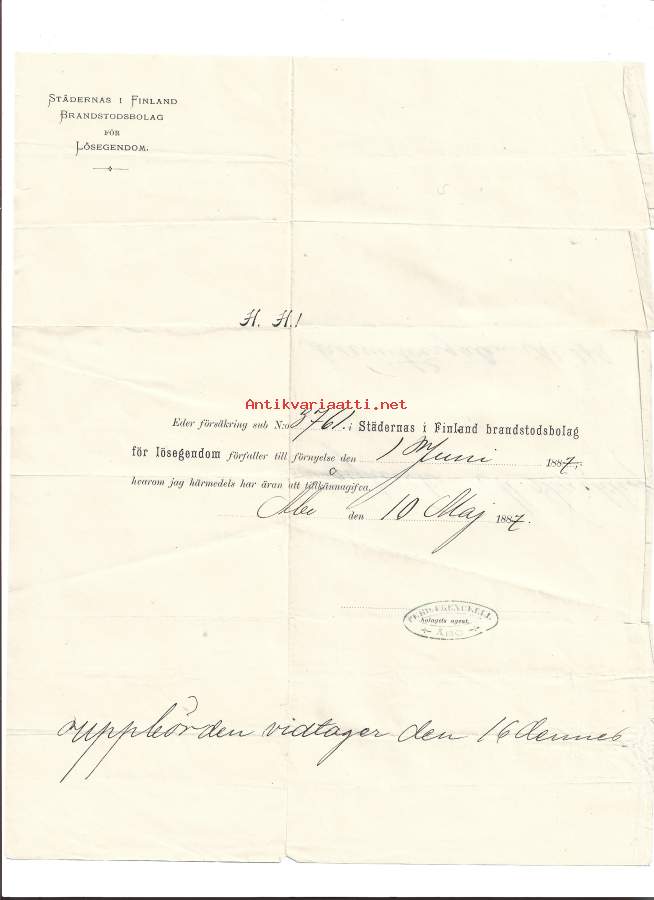 STÄDERNAS I FINLAND
BRANDSTODSBOLAG
FÖR
LÖSEGENDOM.
H. H.!
Antikvariaatti.net
Eder försäkring sub N:o 3761. i Städernas i Finland brandstodsbolag
för lösegendom förfaller till förnyelse den 1 Juni 1887.
hvarom jag härmedels har äran att tillkännagifva.
Åbo den 10 Maj 1887.
bolagets agent.
ÅBO
uppbörden vidtager den 16 dennes